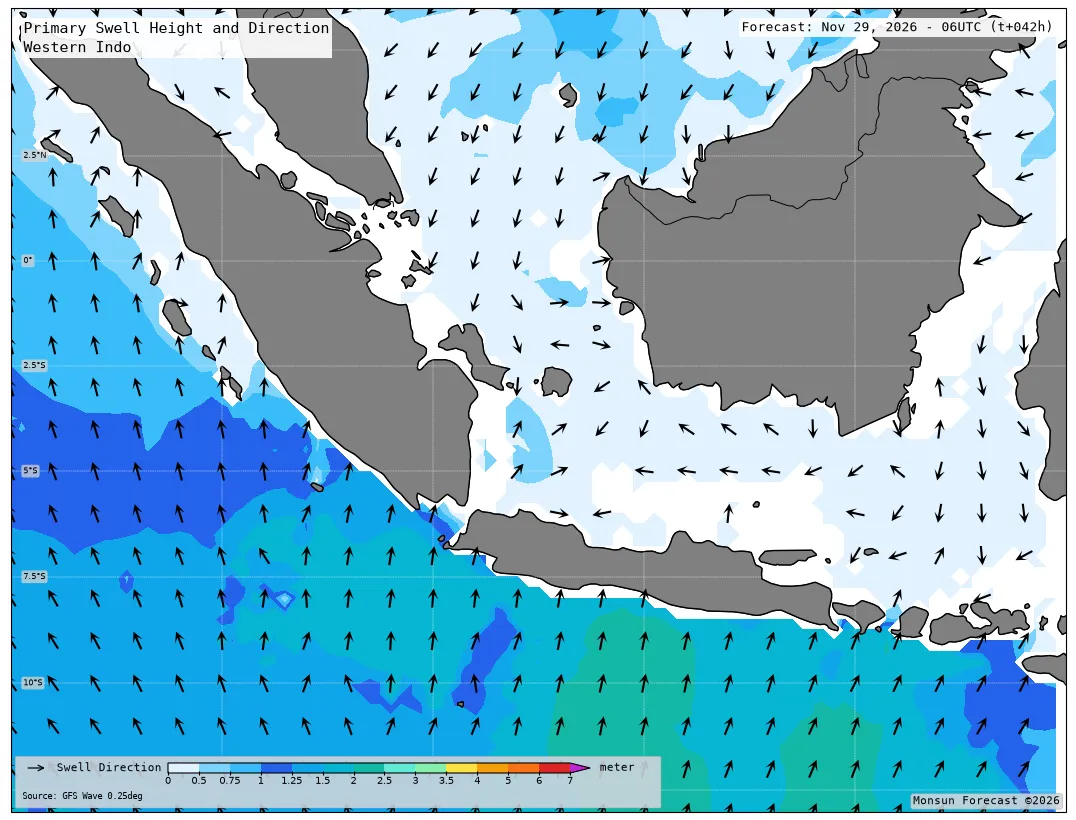 Primary Swell Height and Direction
Western Indo
Forecast: Nov 29, 2026 - 06UTC (t+042h)
2.5°N
0°
2.5°S
5°S
7.5°S
10°S
Swell Direction
0 0.5 0.75 1 1.25 1.5 2 2.5 3 3.5 4 5 6 7
meter
Source: GFS Wave 0.25deg
Monsun Forecast ©2026